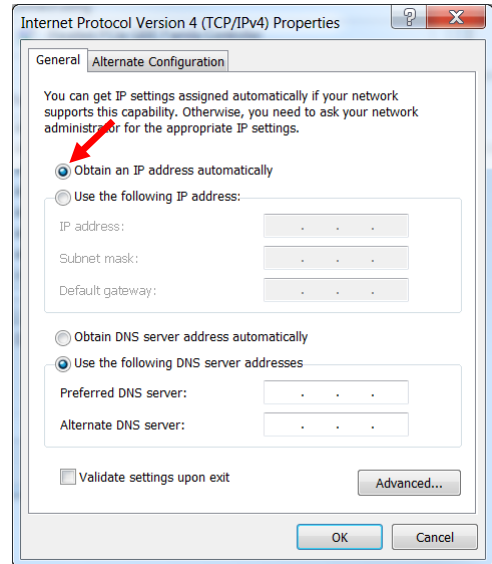 Internet Protocol Version 4 (TCP/IPv4) Properties
General
Alternate Configuration
You can get IP settings assigned automatically if your network
supports this capability. Otherwise, you need to ask your network
administrator for the appropriate IP settings.
Obtain an IP address automatically
Use the following IP address:
IP address:
Subnet mask:
Default gateway:
Obtain DNS server address automatically
Use the following DNS server addresses
Preferred DNS server:
Alternate DNS server:
Validate settings upon exit
Advanced...
OK
Cancel